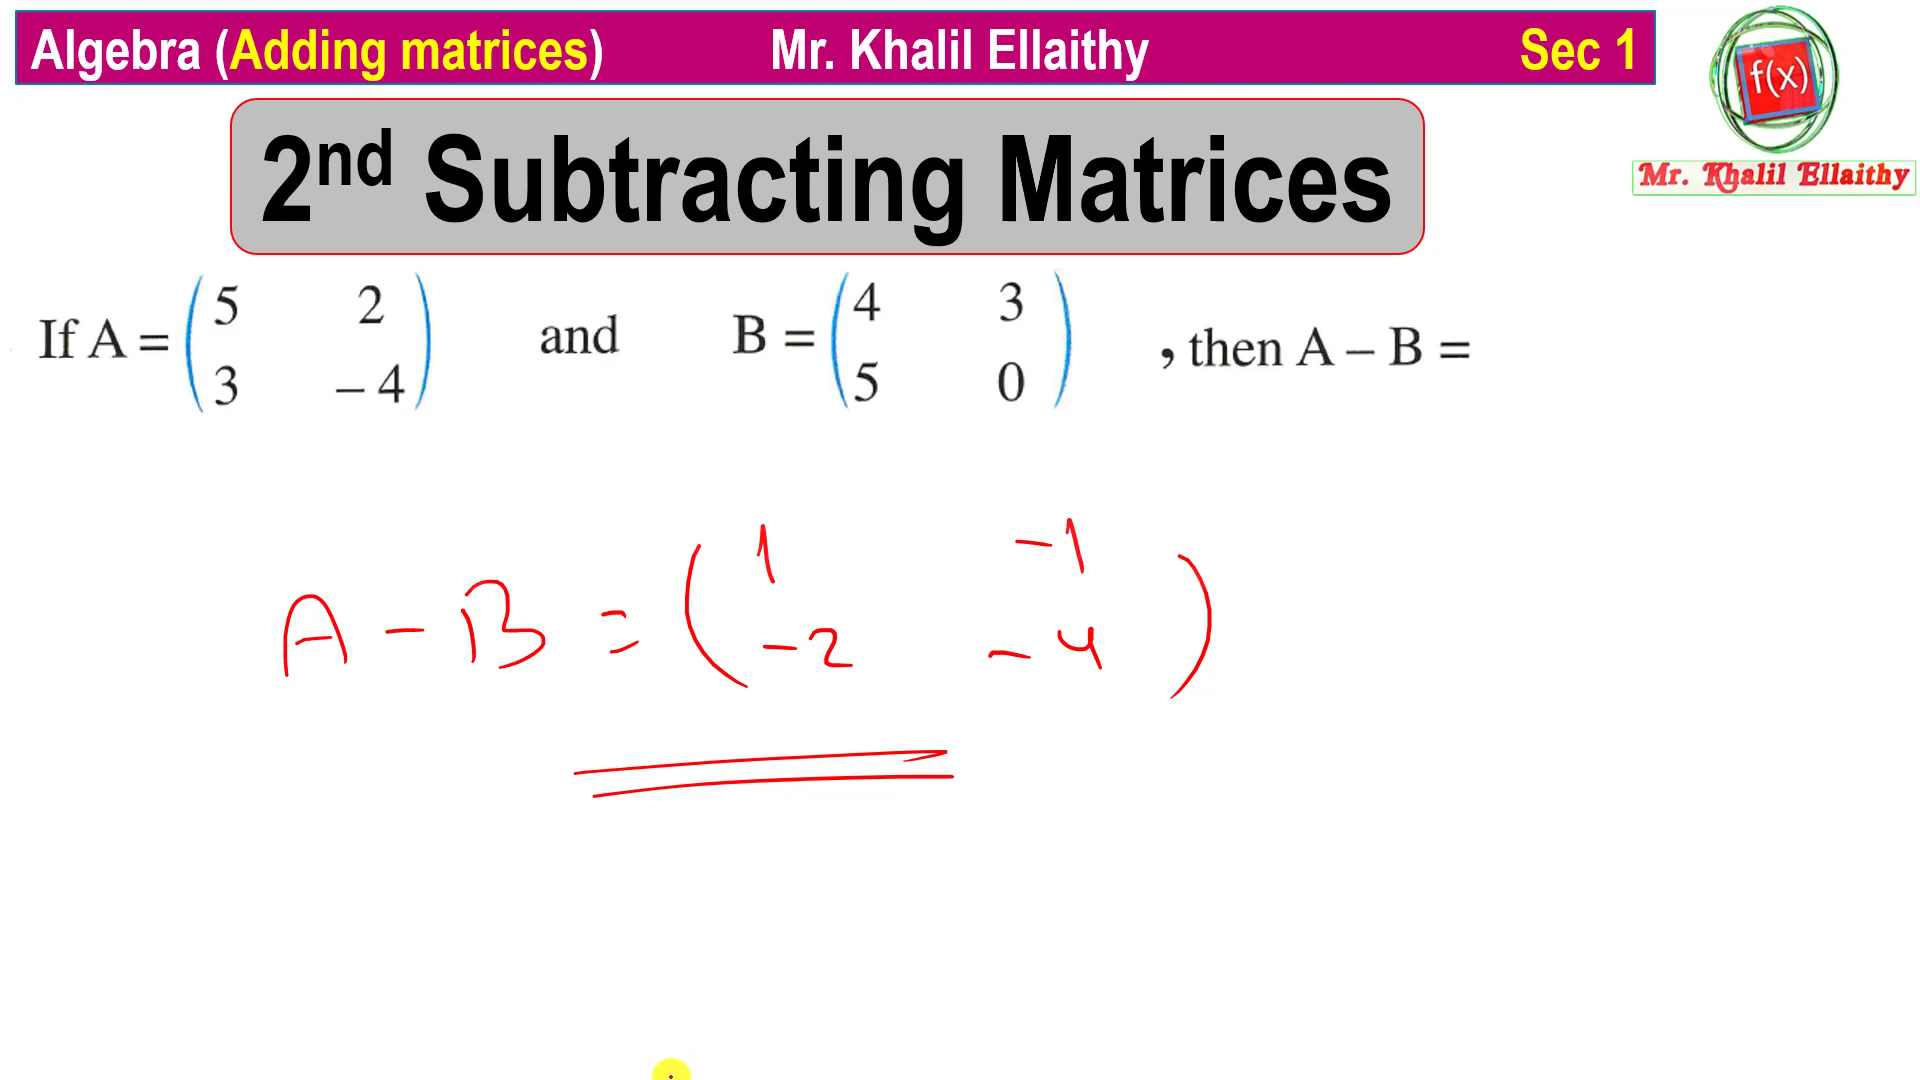 Algebra (Adding matrices) Mr. Khalil Ellaithy Sec 1
f(x)
Mr. Khalil Ellaithy
2nd Subtracting Matrices
If A = ( 5 2 ) and B = ( 4 3 ) , then A – B =
3 – 4 5 0
A - B = ( 1 -1 )
-2 -4